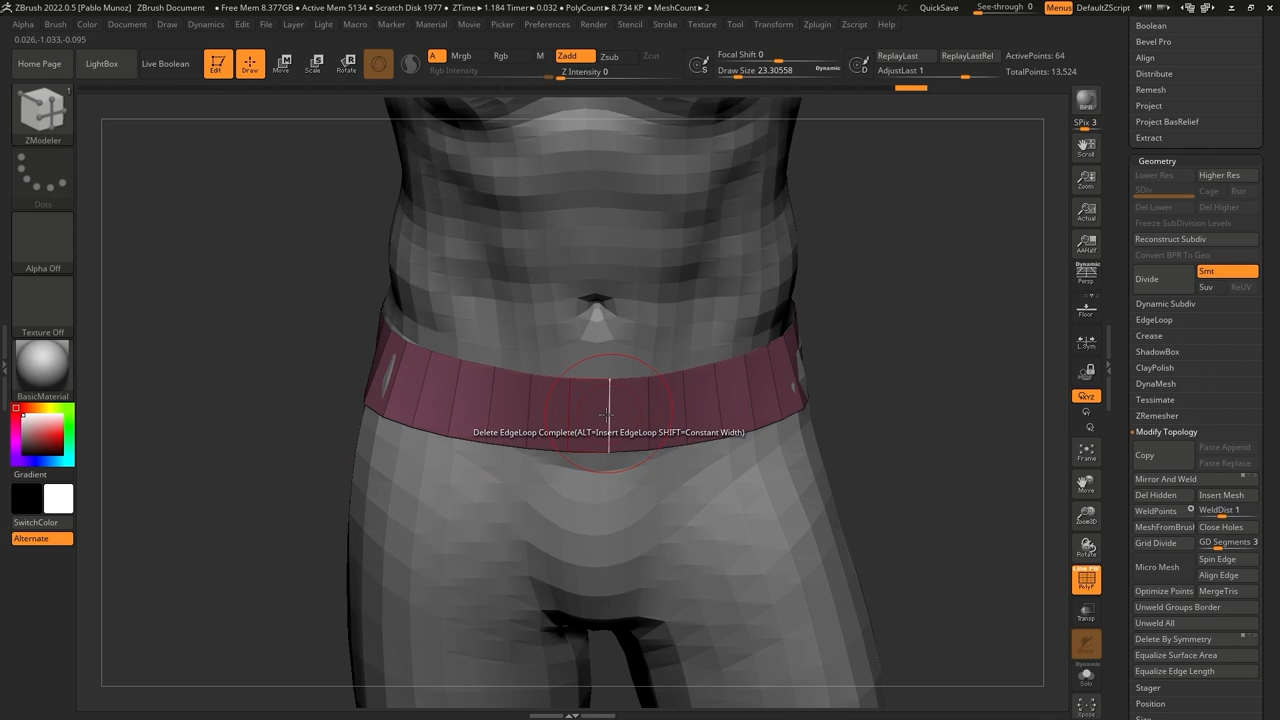 ZBrush 2022.0.5 [Pablo Munoz] ZBrush Document • Free Mem 8.377GB • Active Mem 5134 • Scratch Disk 1977 • ZTime▸1.184 Timer▸0.032 • PolyCount▸8.734 KP • MeshCount▸2 AC QuickSave See-through 0 Menus DefaultZScript
Alpha Brush Color Document Draw Dynamics Edit File Layer Light Macro Marker Material Movie Picker Preferences Render Stencil Stroke Texture Tool Transform Zplugin Zscript Help
0.026,-1.033,-0.095
Home Page LightBox Live Boolean Edit Draw Move Scale Rotate A Mrgb Rgb M Zadd Zsub Zcut Focal Shift 0 ReplayLast ReplayLastRel ActivePoints: 64
Rgb Intensity Z Intensity 0 Draw Size 23.30558 Dynamic AdjustLast 1 TotalPoints: 13,524
1
ZModeler
Dots
Alpha Off
Texture Off
BasicMaterial
Gradient
SwitchColor
Alternate
Delete EdgeLoop Complete(ALT=Insert EdgeLoop SHIFT=Constant Width)
BPR
SPix 3
Scroll
Zoom
Actual
AAHalf
Dynamic
Persp
Floor
L.Sym
XYZ
Frame
Move
Zoom3D
Rotate
Line Fill
PolyF
Transp
Ghost
Dynamic
Solo
Xpose
Boolean
Bevel Pro
Align
Distribute
Remesh
Project
Project BasRelief
Extract
Geometry
Lower Res Higher Res
SDiv Cage Rstr
Del Lower Del Higher
Freeze SubDivision Levels
Reconstruct Subdiv
Convert BPR To Geo
Divide Smt
Suv ReUV
Dynamic Subdiv
EdgeLoop
Crease
ShadowBox
ClayPolish
DynaMesh
Tessimate
ZRemesher
Modify Topology
Copy Paste Append
Paste Replace
Mirror And Weld
Del Hidden Insert Mesh
WeldPoints WeldDist 1
MeshFromBrush Close Holes
Grid Divide GD Segments 3
Micro Mesh Spin Edge
Align Edge
Optimize Points MergeTris
Unweld Groups Border
Unweld All
Delete By Symmetry
Equalize Surface Area
Equalize Edge Length
Stager
Position
Size